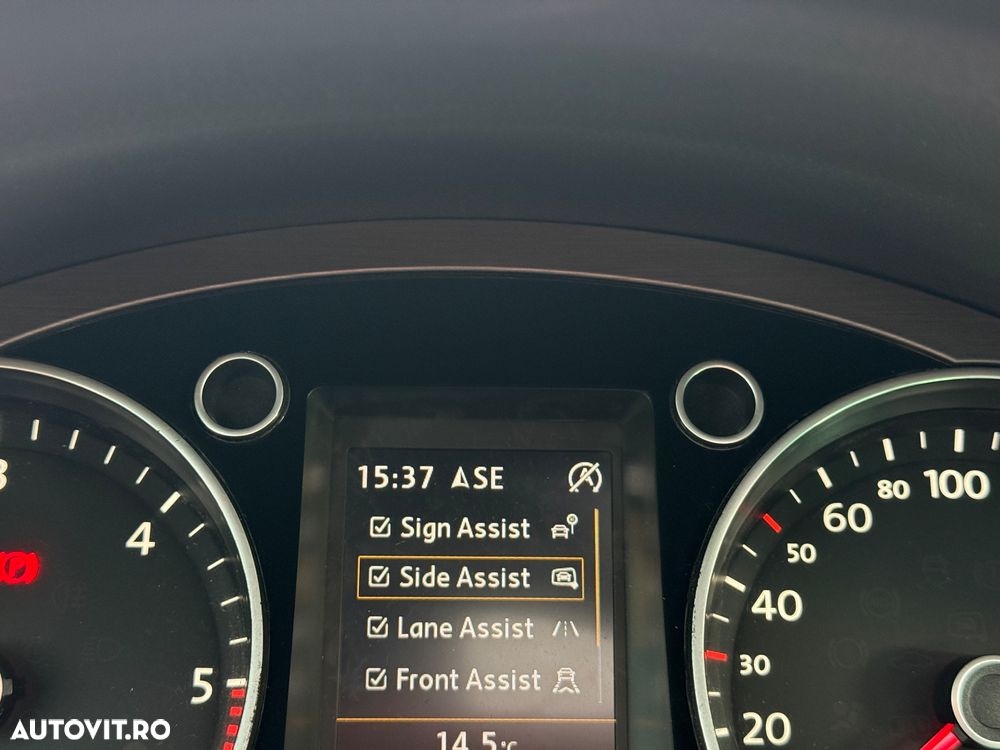 15:37 ASE
Sign Assist
Side Assist
Lane Assist
Front Assist
14.5°C
4
5
P
20
30
40
50
60
80
100
AUTOVIT.RO